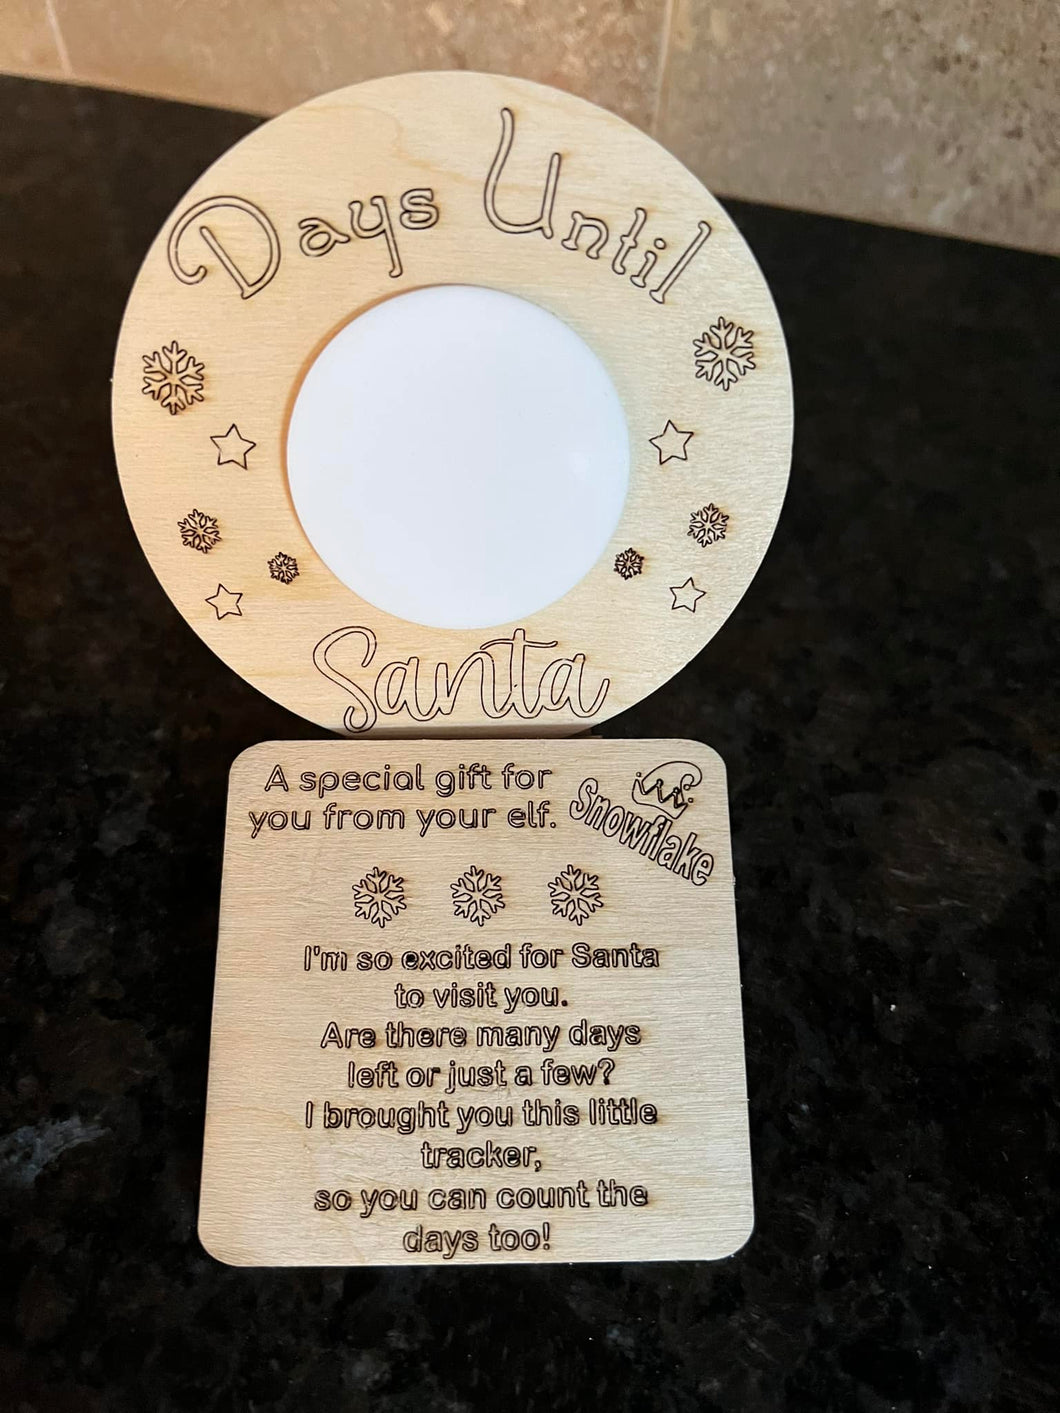 Days Until
Santa
A special gift for
you from your elf.
Snowflake
I'm so excited for Santa
to visit you.
Are there many days
left or just a few?
I brought you this little
tracker,
so you can count the
days too!